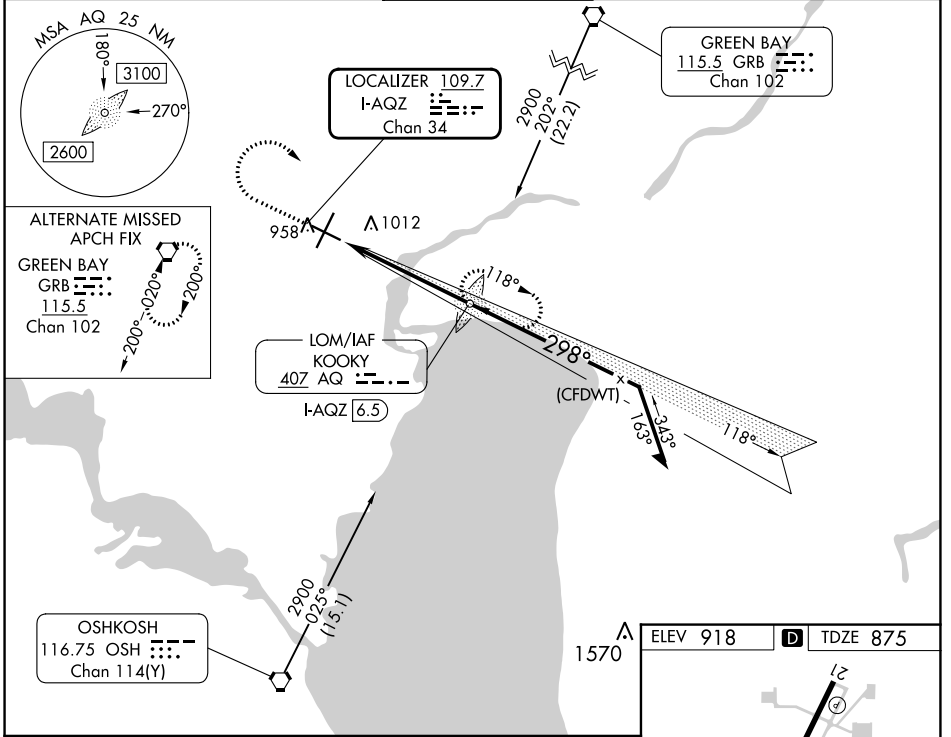 MSA AQ 25 NM
180°
3100
270°
2600
LOCALIZER 109.7
I-AQZ
Chan 34
GREEN BAY
115.5 GRB
Chan 102
2900
202°
(22.2)
ALTERNATE MISSED
APCH FIX
GREEN BAY
GRB
115.5
Chan 102
020°
200°
200°
958
1012
118°
LOM/IAF
KOOKY
407 AQ
I-AQZ 6.5
298°
(CFDWT)
343°
163°
118°
2900
025°
(15.1)
OSHKOSH
116.75 OSH
Chan 114(Y)
1570
ELEV 918 D TDZE 875
21
P